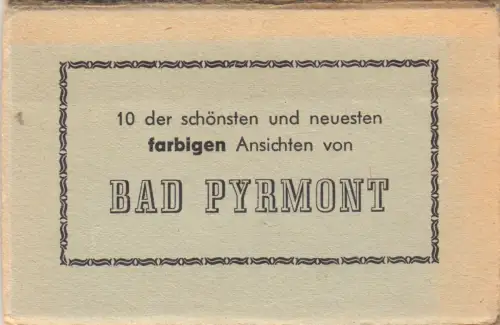 10 der schönsten und neuesten
farbigen Ansichten von
BAD PYRMONT